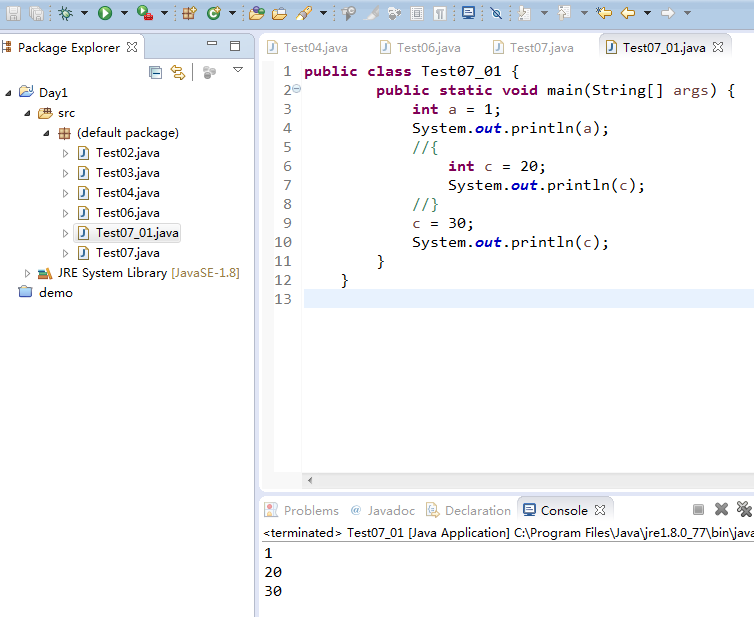 Package Explorer
Day1
src
(default package)
Test02.java
Test03.java
Test04.java
Test06.java
Test07_01.java
Test07.java
JRE System Library [JavaSE-1.8]
demo
Test04.java Test06.java Test07.java Test07_01.java
1 public class Test07_01 {
2 public static void main(String[] args) {
3 int a = 1;
4 System.out.println(a);
5 //{
6 int c = 20;
7 System.out.println(c);
8 //}
9 c = 30;
10 System.out.println(c);
11 }
12 }
13
Problems @ Javadoc Declaration Console
<terminated> Test07_01 [Java Application] C:\Program Files\Java\jre1.8.0_77\bin\java
1
20
30